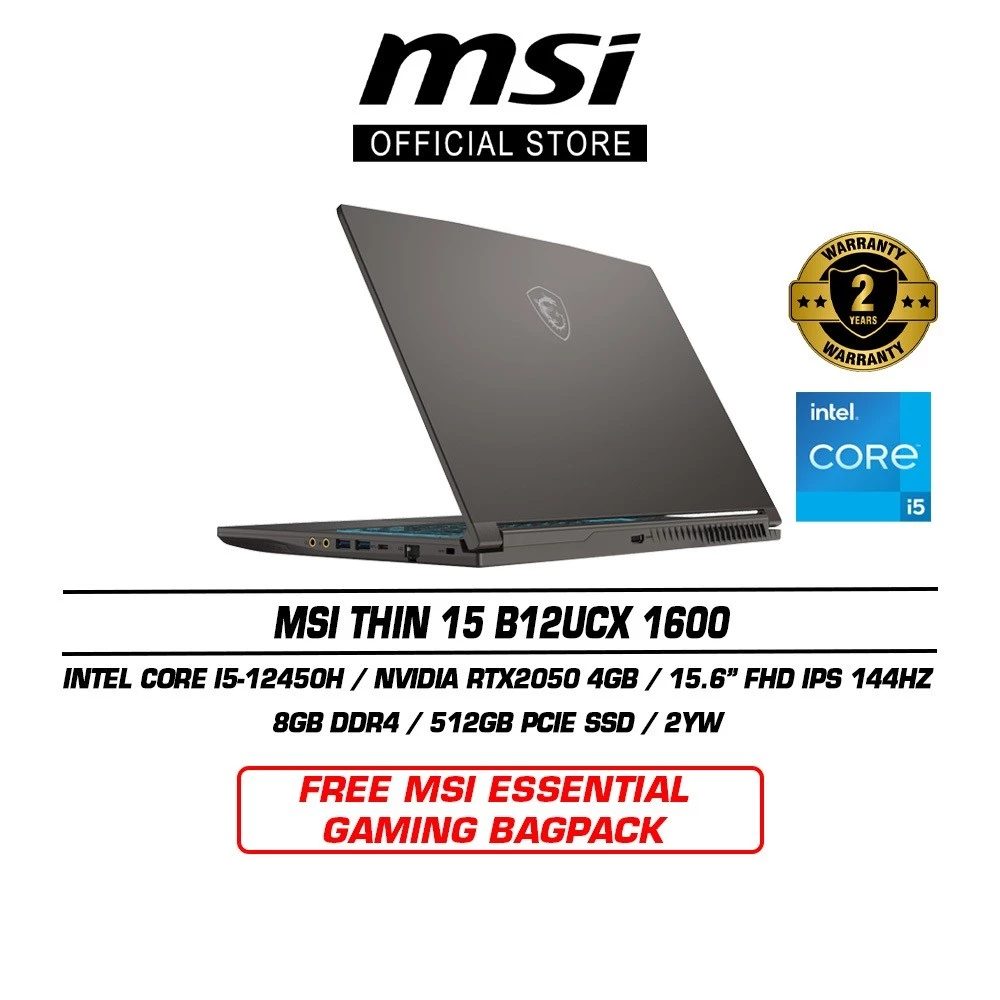 msi
OFFICIAL STORE
WARRANTY
2
YEARS
WARRANTY
intel.
CORE
i5
MSI THIN 15 B12UCX 1600
INTEL CORE I5-12450H / NVIDIA RTX2050 4GB / 15.6” FHD IPS 144HZ
8GB DDR4 / 512GB PCIE SSD / 2YW
FREE MSI ESSENTIAL
GAMING BAGPACK